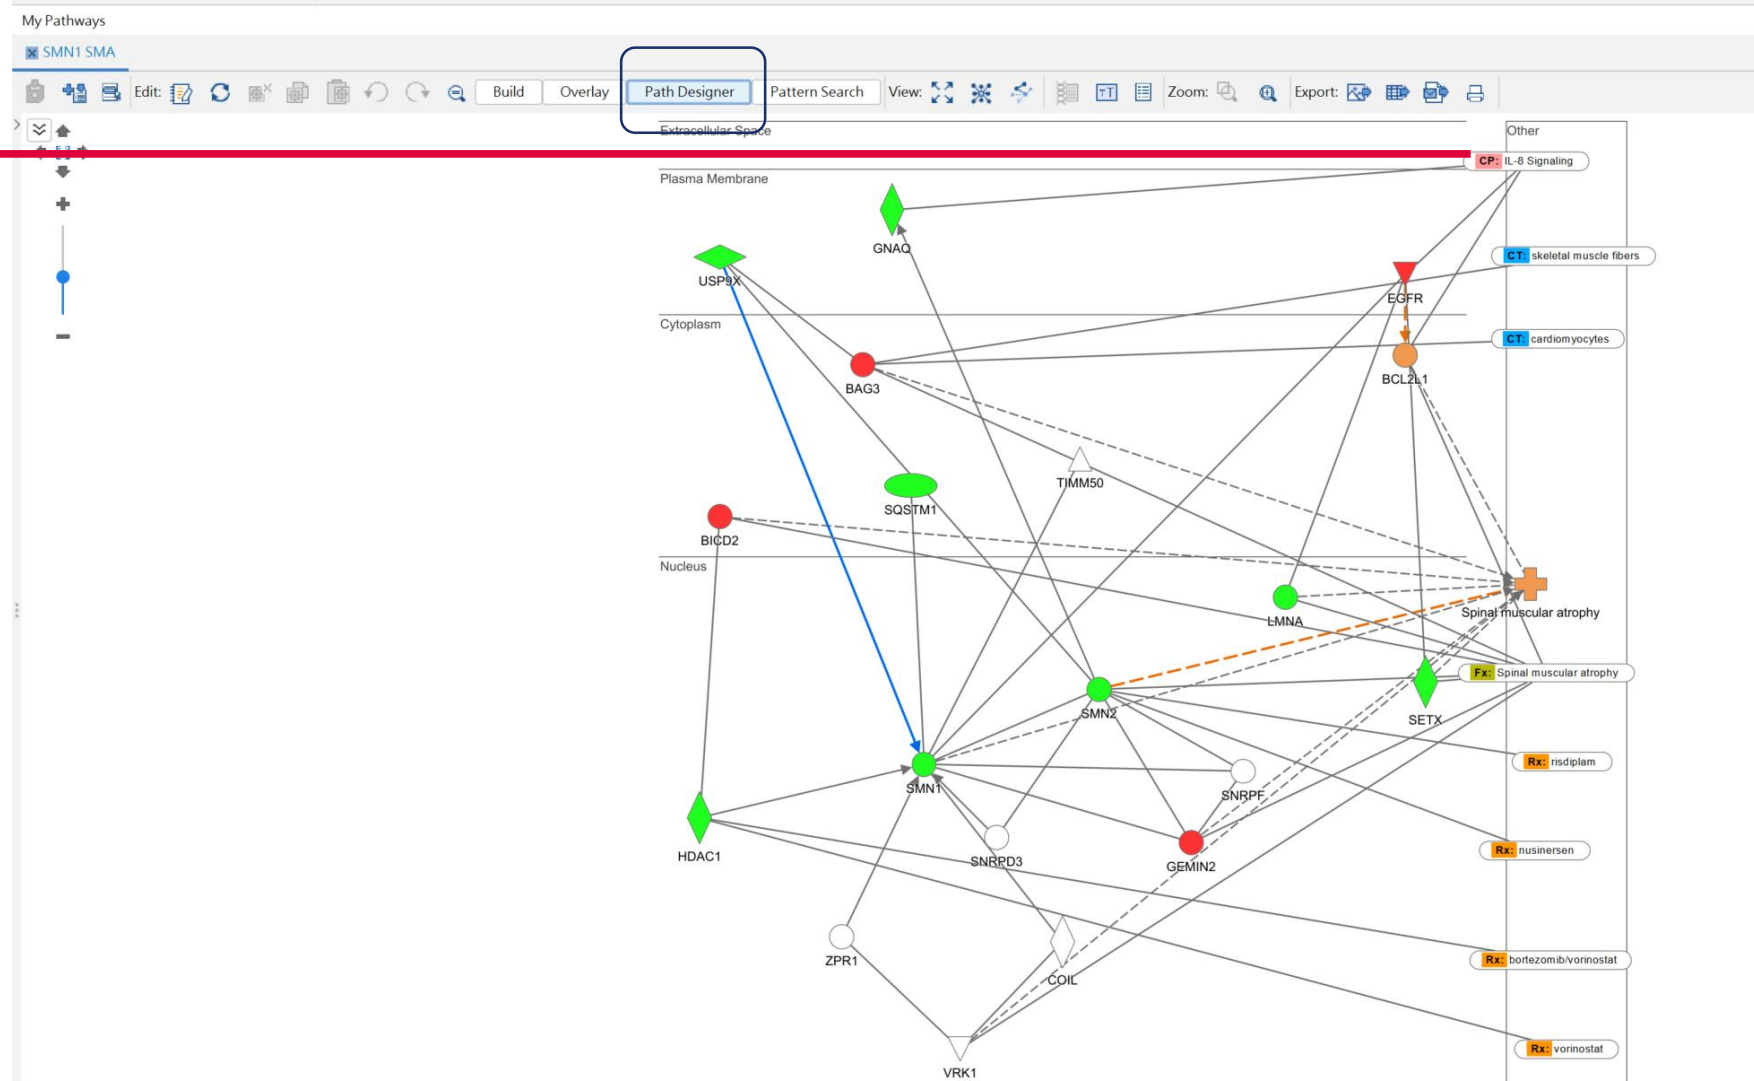 My Pathways
SMN1 SMA
Edit: Build Overlay Path Designer Pattern Search View: Zoom: Export:
Extracellular Space
Other
CP: IL-8 Signaling
Plasma Membrane
GNAQ
CT: skeletal muscle fibers
USP9X
EGFR
Cytoplasm
CT: cardiomyocytes
BCL2L1
BAG3
TIMM50
SQSTM1
BICD2
Nucleus
Spinal muscular atrophy
LMNA
Fx: Spinal muscular atrophy
SMN2
SETX
Rx: risdiplam
SMN1
SNRPF
Rx: nusinersen
HDAC1
SNRPD3
GEMIN2
ZPR1
Rx: bortezomib/vorinostat
COIL
Rx: vorinostat
VRK1